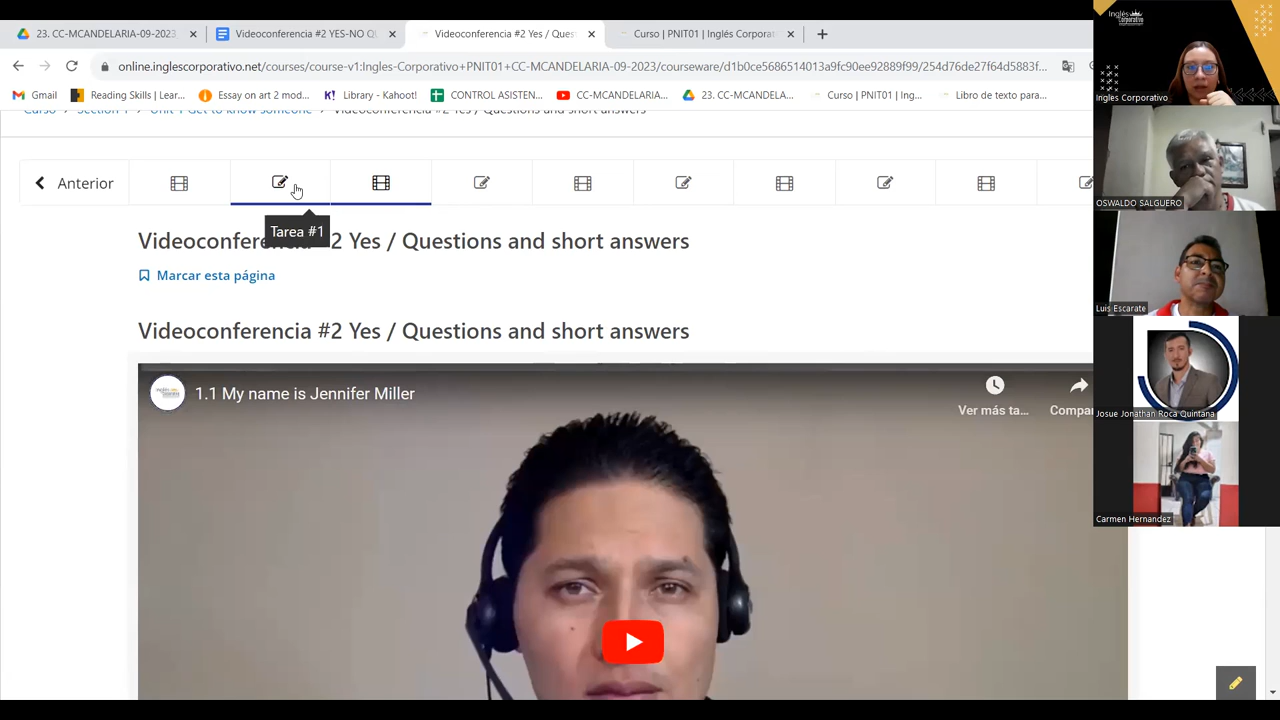 23. CC-MCANDELARIA-09-2023
Videoconferencia #2 YES-NO Q
Videoconferencia #2 Yes / Ques
Curso | PNIT01 | Inglés Corporat
online.inglescorporativo.net/courses/course-v1:Ingles-Corporativo+PNIT01+CC-MCANDELARIA-09-2023/courseware/d1b0ce5686514013a9fc90ee92889f99/254d76de27f64d5883f...
Gmail
Reading Skills | Lear...
Essay on art 2 mod...
Library - Kahoot!
CONTROL ASISTEN...
CC-MCANDELARIA...
23. CC-MCANDELA...
Curso | PNIT01 | Ing...
Libro de texto para...
Anterior
Tarea #1
Videoconferencia #2 Yes / Questions and short answers
Marcar esta página
Videoconferencia #2 Yes / Questions and short answers
1.1 My name is Jennifer Miller
Ver más ta...
Compar
Inglés
Corporativo
Ingles Corporativo
OSWALDO SALGUERO
Luis Escarate
Josue Jonathan Roca Quintana
Carmen Hernandez